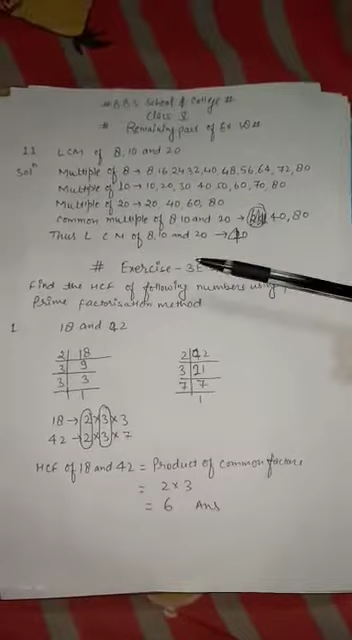 # BBS School & College #
Class V
# Remaining part of Ex 3D #
11 LCM of 8, 10 and 20
Solⁿ
Multiple of 8 → 8, 16 24 32, 40, 48, 56, 64, 72, 80
Multiples of 10 → 10, 20, 30 40 50, 60, 70, 80
Multiples of 20 → 20, 40, 60, 80
Common multiple of 8 10 and 20 → 40, 80
Thus L C M of 8, 10 and 20 → 40
# Exercise - 3E
Find the HCF of following numbers using
Prime factorisation method
1 18 and 42
2 | 18 2 | 42
3 | 9 3 | 21
3 | 3 7 | 7
1 1
18 → 2 × 3 × 3
42 → 2 × 3 × 7
HCF of 18 and 42 = Product of common factors
= 2 × 3
= 6 Ans